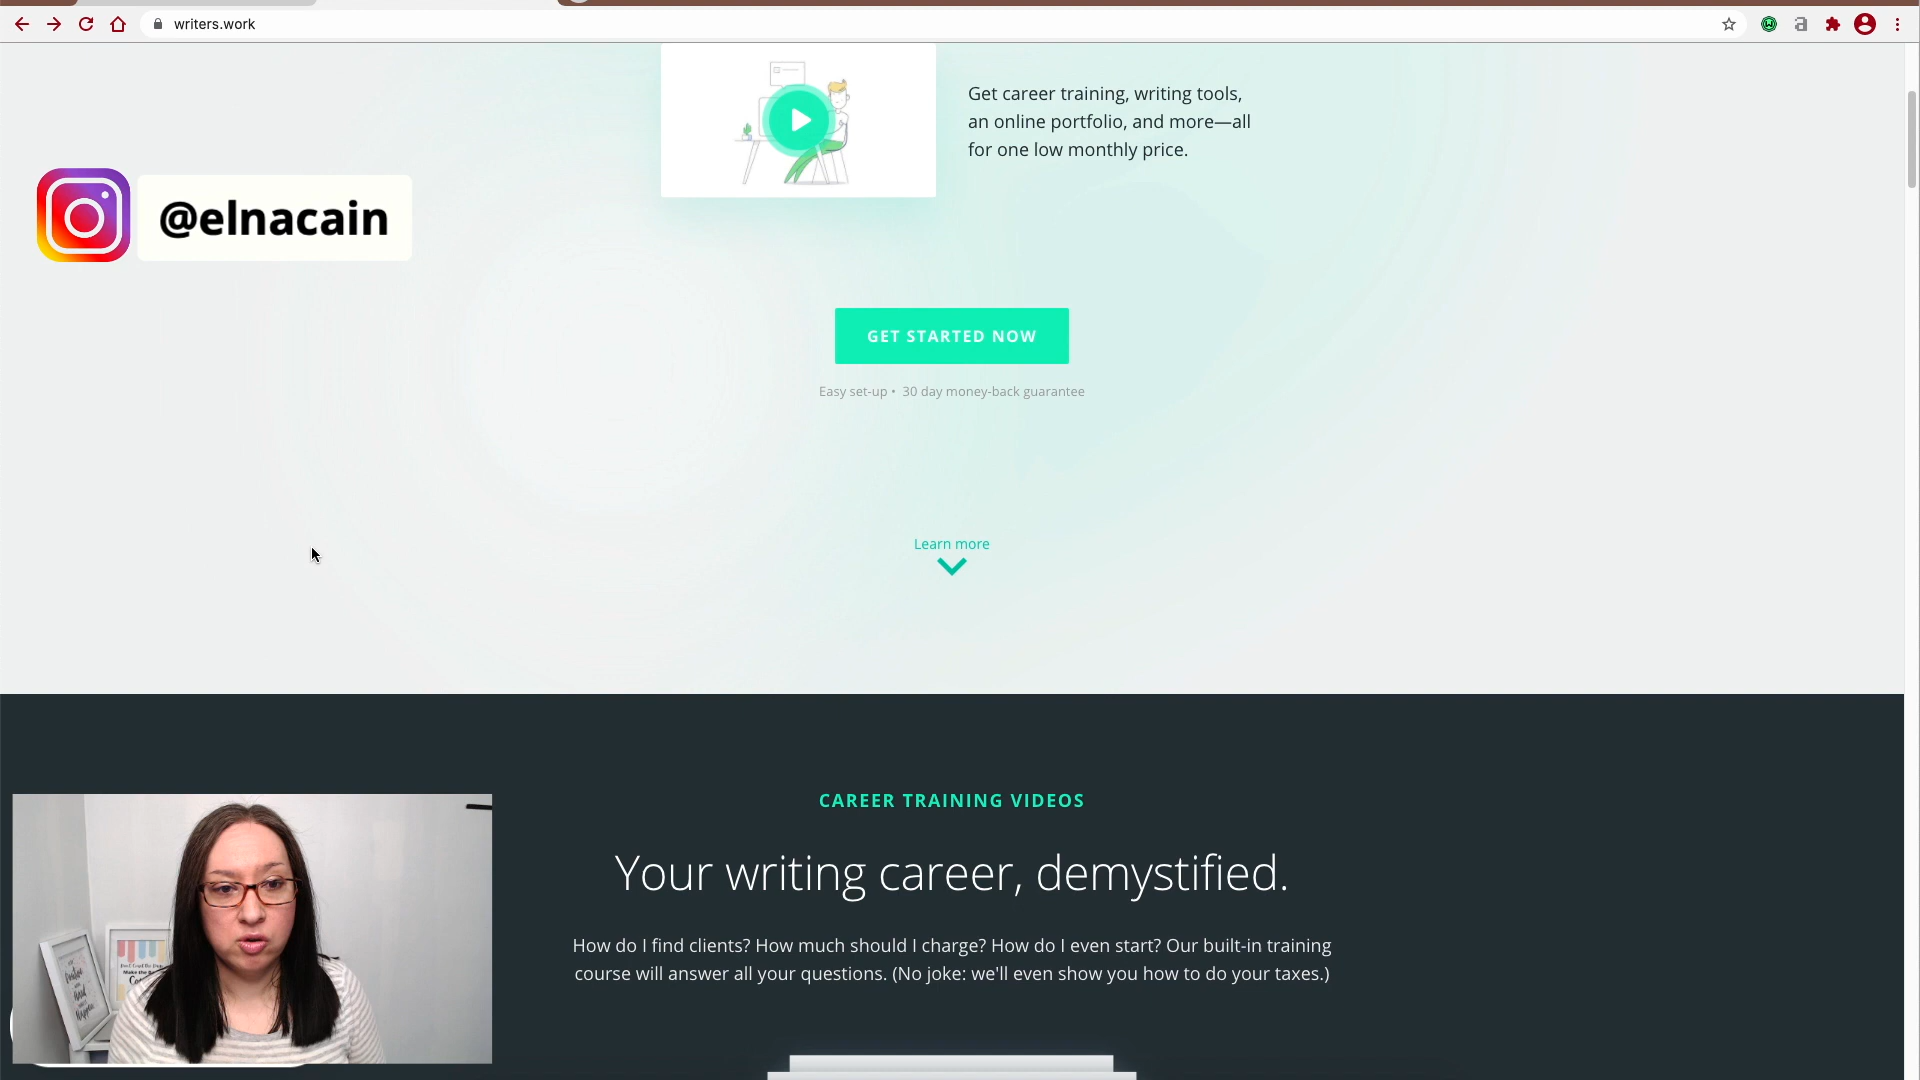 writers.work
Get career training, writing tools,
an online portfolio, and more—all
for one low monthly price.
@elnacain
GET STARTED NOW
Easy set-up • 30 day money-back guarantee
Learn more
CAREER TRAINING VIDEOS
Your writing career, demystified.
How do I find clients? How much should I charge? How do I even start? Our built-in training
course will answer all your questions. (No joke: we'll even show you how to do your taxes.)